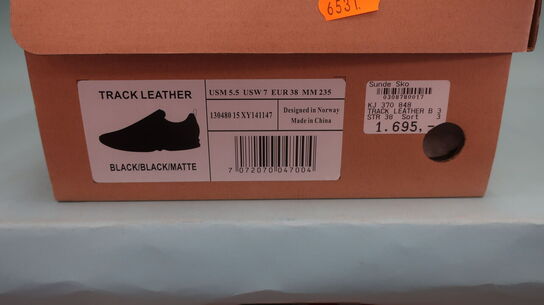 6531.
TRACK LEATHER
BLACK/BLACK/MATTE
USM 5.5 USW 7 EUR 38 MM 235
130480 15 XY141147
Designed in Norway
Made in China
7 072070 047004
Sunde Sko
0308780017
KJ 370 848
TRACK LEATHER B 3
STR 38 Sort 3
1.695,-